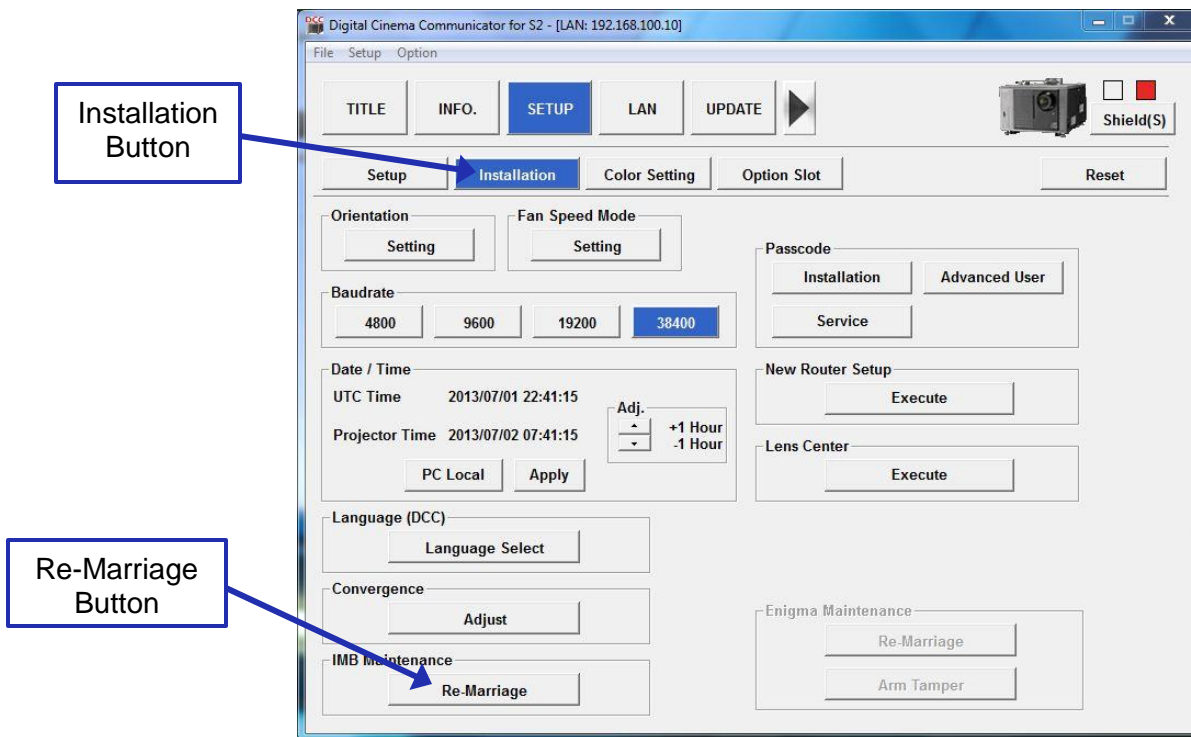 DCC
Digital Cinema Communicator for S2 - [LAN: 192.168.100.10]
File Setup Option
TITLE INFO. SETUP LAN UPDATE
Shield(S)
Installation
Button
Setup Installation Color Setting Option Slot Reset
Orientation
Setting
Fan Speed Mode
Setting
Passcode
Installation Advanced User
Service
Baudrate
4800 9600 19200 38400
Date / Time
UTC Time 2013/07/01 22:41:15
Projector Time 2013/07/02 07:41:15
Adj.
+1 Hour
-1 Hour
PC Local Apply
New Router Setup
Execute
Lens Center
Execute
Language (DCC)
Language Select
Re-Marriage
Button
Convergence
Adjust
IMB Maintenance
Re-Marriage
Enigma Maintenance
Re-Marriage
Arm Tamper